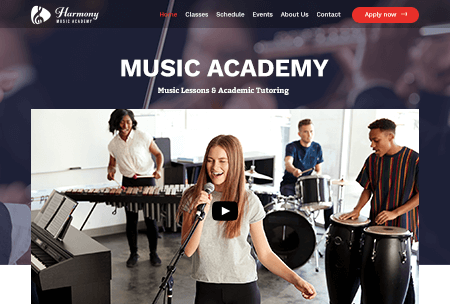 Harmony
MUSIC ACADEMY
Home Classes Schedule Events About Us Contact Apply now
MUSIC ACADEMY
Music Lessons & Academic Tutoring